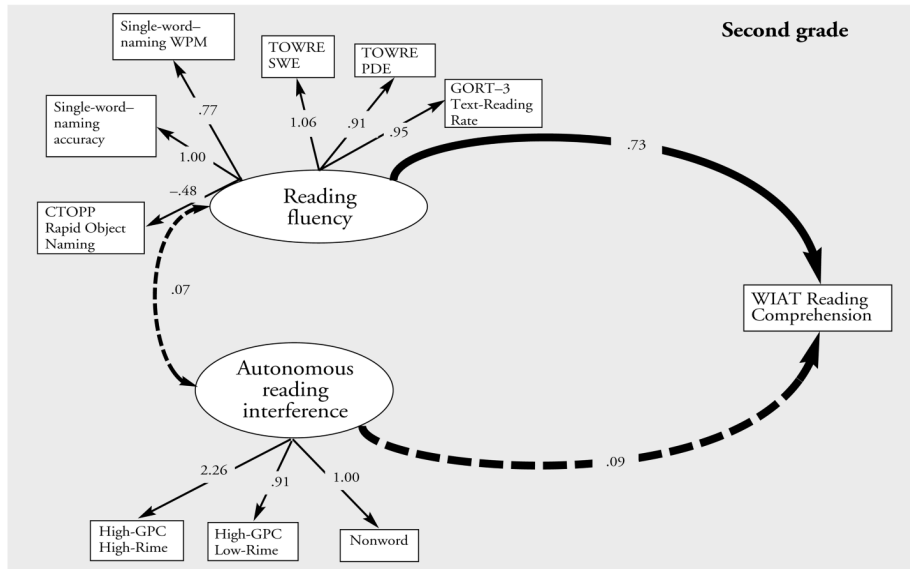 Second grade
Single-word–
naming WPM
TOWRE
SWE
TOWRE
PDE
GORT–3
Text-Reading
Rate
Single-word–
naming
accuracy
.77
1.06
.91
.95
1.00
–.48
.73
CTOPP
Rapid Object
Naming
Reading
fluency
.07
WIAT Reading
Comprehension
Autonomous
reading
interference
.09
2.26
.91
1.00
High-GPC
High-Rime
High-GPC
Low-Rime
Nonword